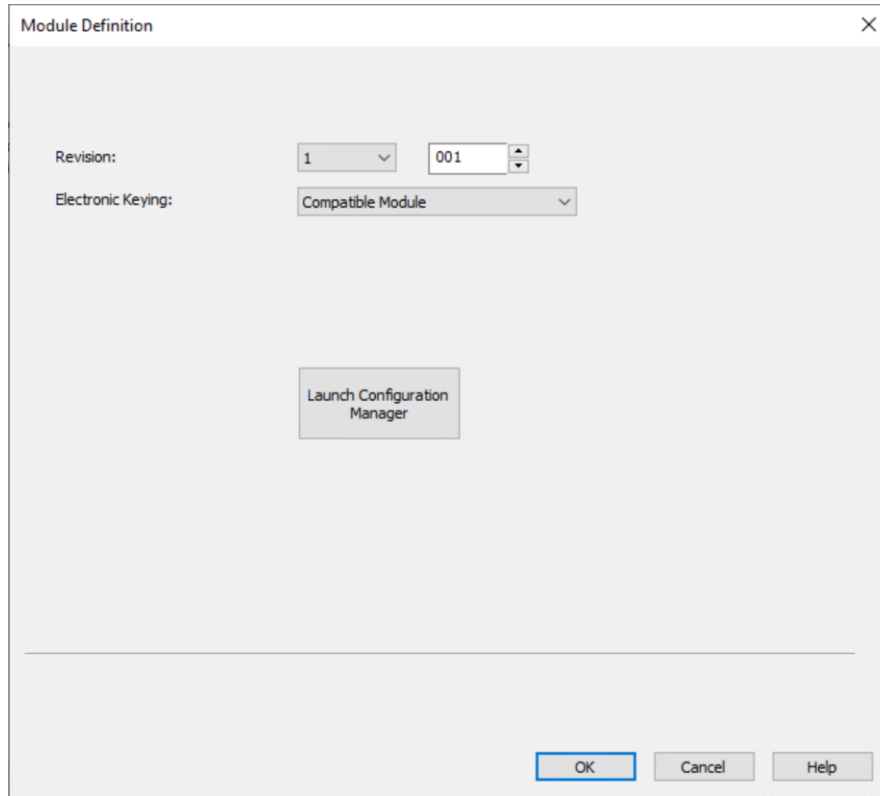 Module Definition
Revision:
1
001
Electronic Keying:
Compatible Module
Launch Configuration
Manager
OK
Cancel
Help